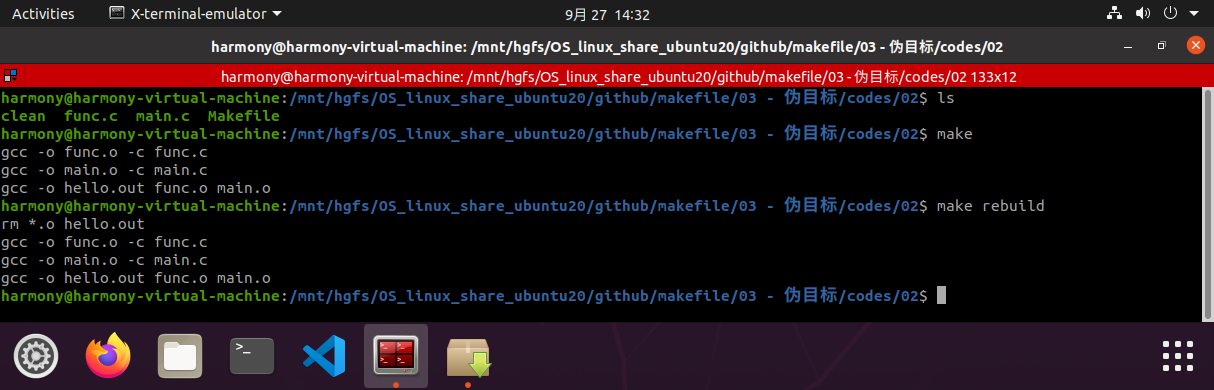 Activities X-terminal-emulator 9月 27 14:32
harmony@harmony-virtual-machine: /mnt/hgfs/OS_linux_share_ubuntu20/github/makefile/03 - 伪目标/codes/02
harmony@harmony-virtual-machine: /mnt/hgfs/OS_linux_share_ubuntu20/github/makefile/03 - 伪目标/codes/02 133x12
harmony@harmony-virtual-machine:/mnt/hgfs/OS_linux_share_ubuntu20/github/makefile/03 - 伪目标/codes/02$ ls
clean func.c main.c Makefile
harmony@harmony-virtual-machine:/mnt/hgfs/OS_linux_share_ubuntu20/github/makefile/03 - 伪目标/codes/02$ make
gcc -o func.o -c func.c
gcc -o main.o -c main.c
gcc -o hello.out func.o main.o
harmony@harmony-virtual-machine:/mnt/hgfs/OS_linux_share_ubuntu20/github/makefile/03 - 伪目标/codes/02$ make rebuild
rm *.o hello.out
gcc -o func.o -c func.c
gcc -o main.o -c main.c
gcc -o hello.out func.o main.o
harmony@harmony-virtual-machine:/mnt/hgfs/OS_linux_share_ubuntu20/github/makefile/03 - 伪目标/codes/02$